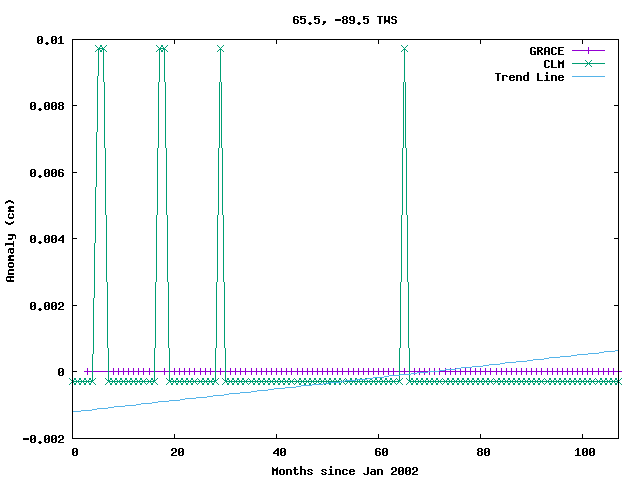 65.5, -89.5 TWS
GRACE
CLM
Trend Line
0.01
0.008
0.006
0.004
0.002
0
-0.002
Anomaly (cm)
0 20 40 60 80 100
Months since Jan 2002